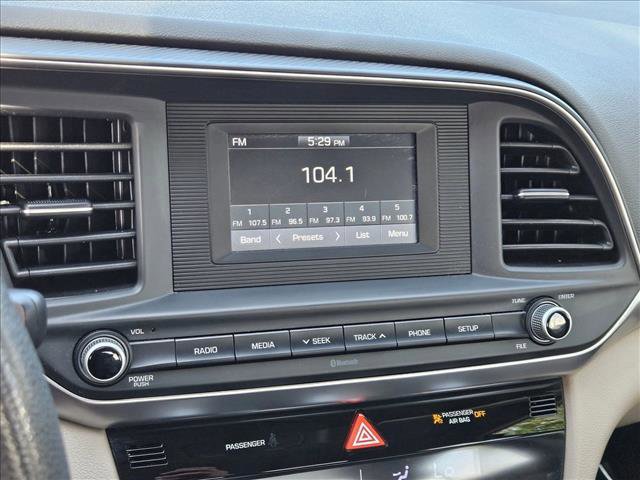 FM 5:29 PM
104.1
1 2 3 4 5
FM 107.5 FM 96.5 FM 97.3 FM 93.9 FM 100.7
Band < Presets > List Menu
VOL
POWER
PUSH
RADIO MEDIA SEEK TRACK PHONE SETUP
TUNE ENTER
FILE
Bluetooth
PASSENGER
PASSENGER
AIR BAG OFF
Lo